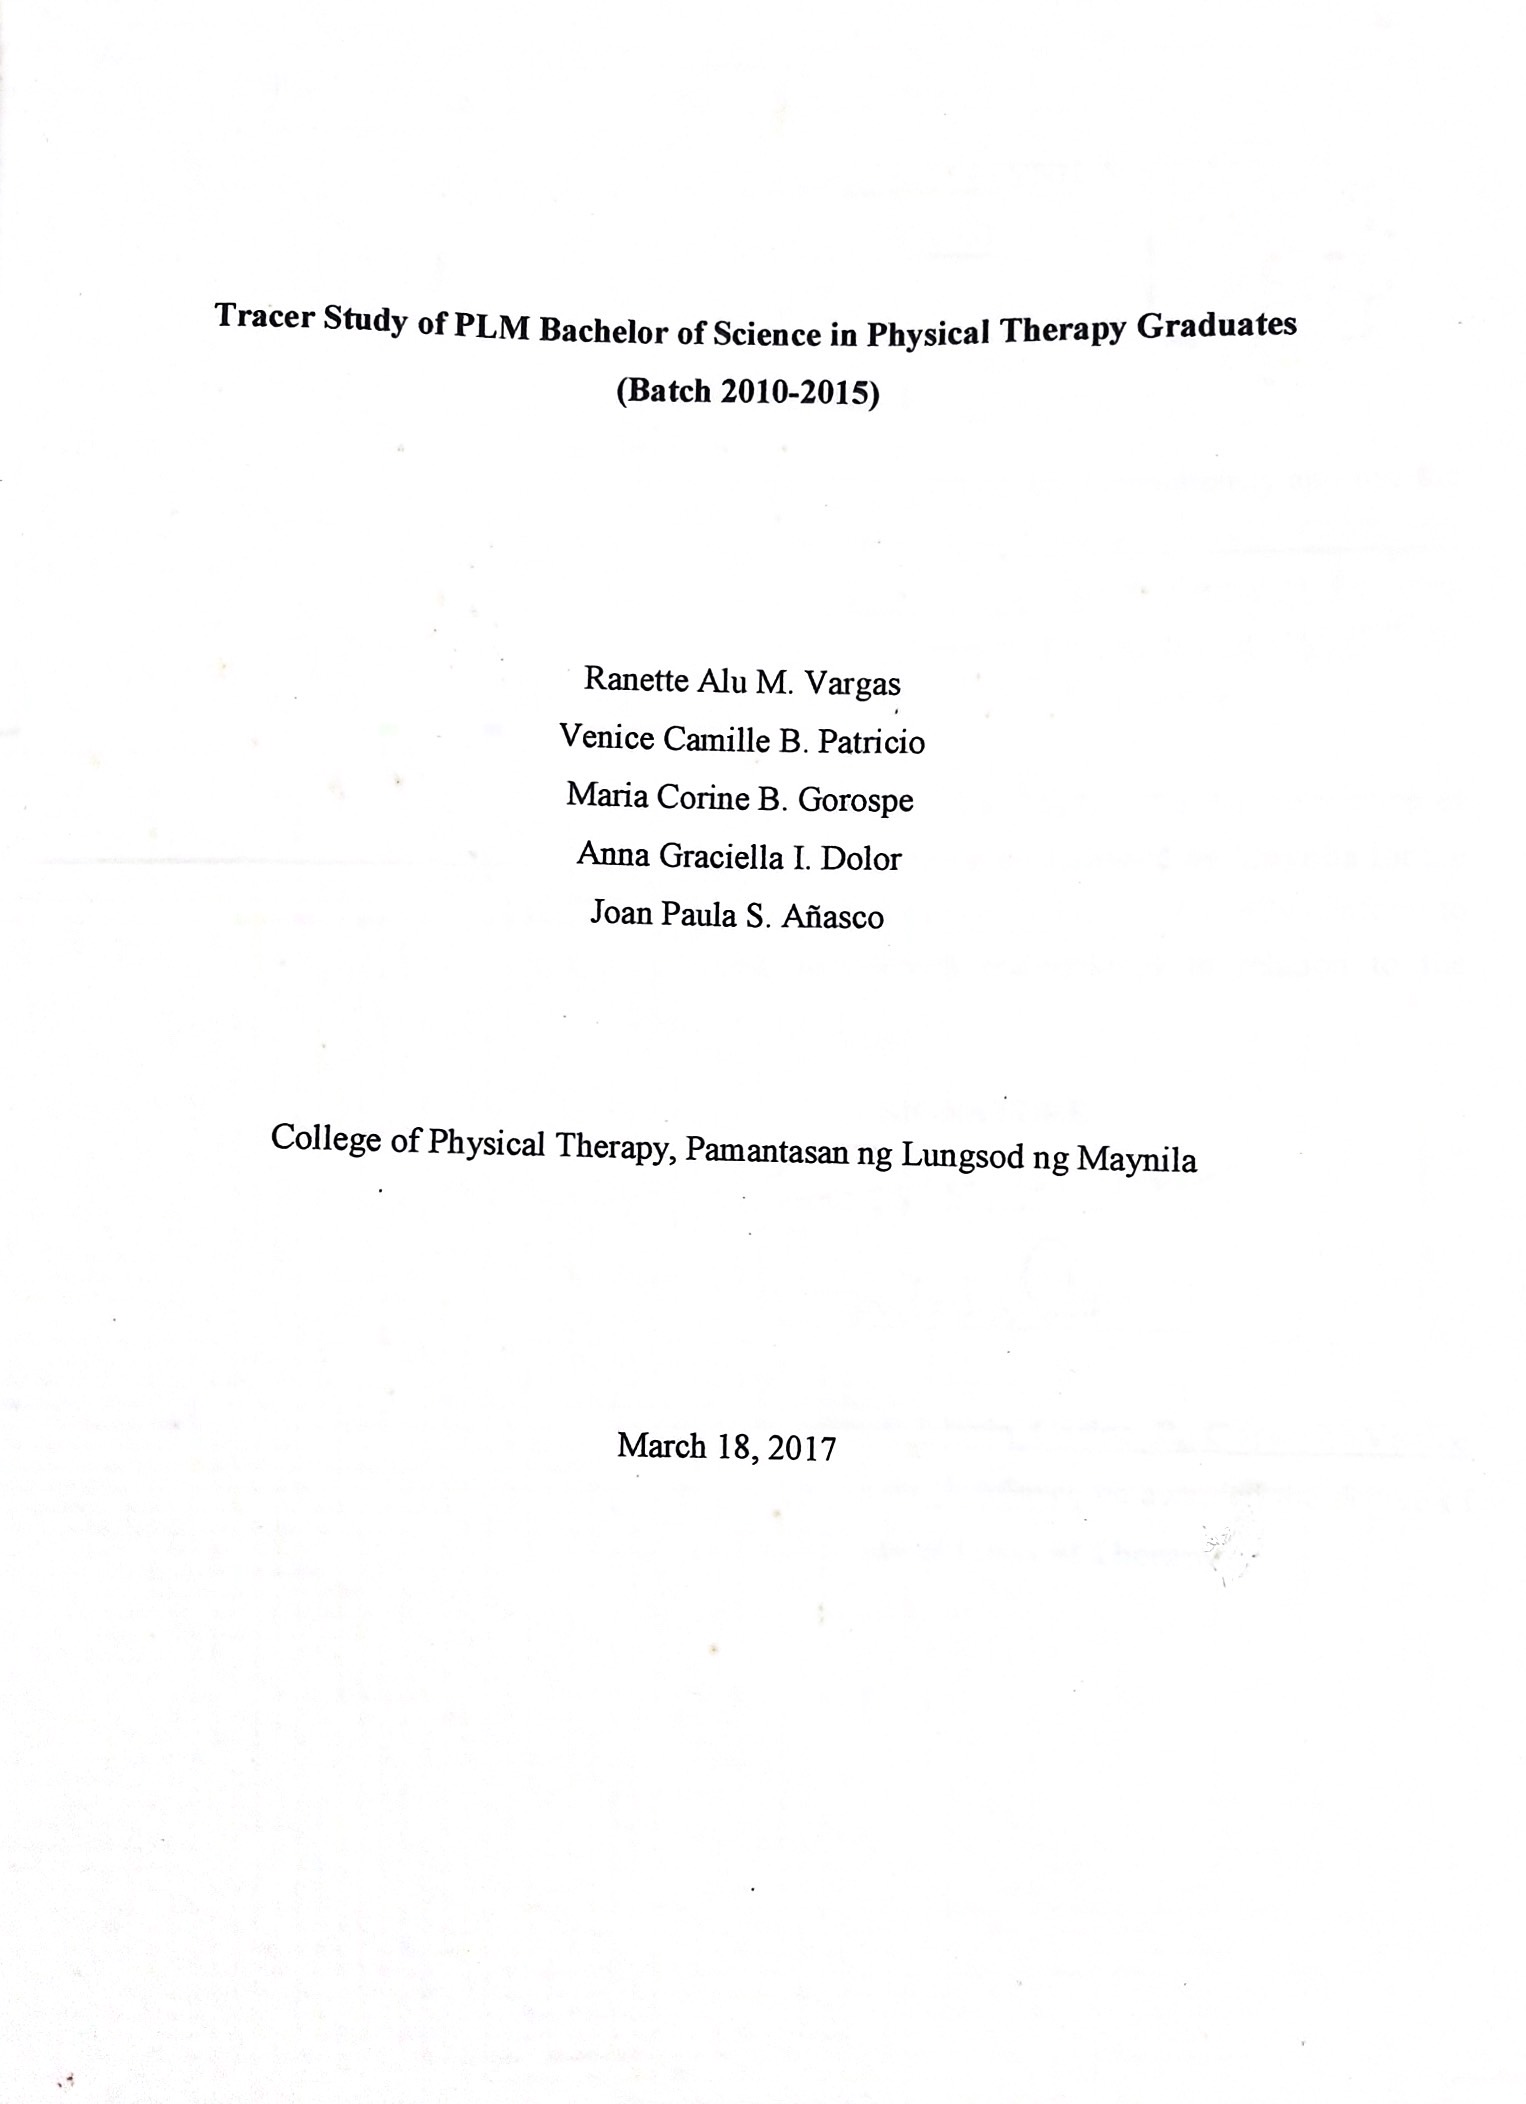 Tracer Study of PLM Bachelor of Science in Physical Therapy Graduates
(Batch 2010-2015)
Ranette Alu M. Vargas
Venice Camille B. Patricio
Maria Corine B. Gorospe
Anna Graciella I. Dolor
Joan Paula S. Añasco
College of Physical Therapy, Pamantasan ng Lungsod ng Maynila
March 18, 2017